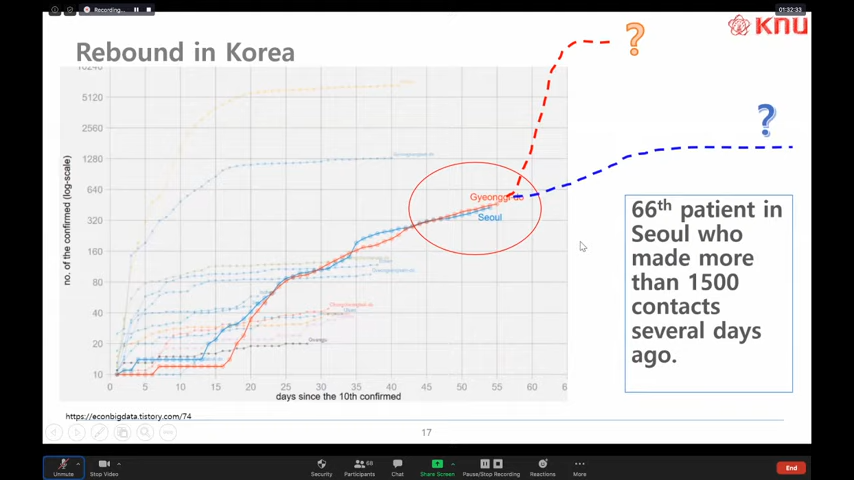 Recording...
01:32:33
Rebound in Korea
KNU
?
?
10240
5120
2560
1280
640
320
160
80
40
20
10
no. of the confirmed (log-scale)
Gyeonggi-do
Seoul
0 5 10 15 20 25 30 35 40 45 50 55 60 6
days since the 10th confirmed
66th patient in
Seoul who
made more
than 1500
contacts
several days
ago.
https://econbigdata.tistory.com/74
17
Unmute
Stop Video
Security
Participants
68
Chat
Share Screen
Pause/Stop Recording
Reactions
More
End